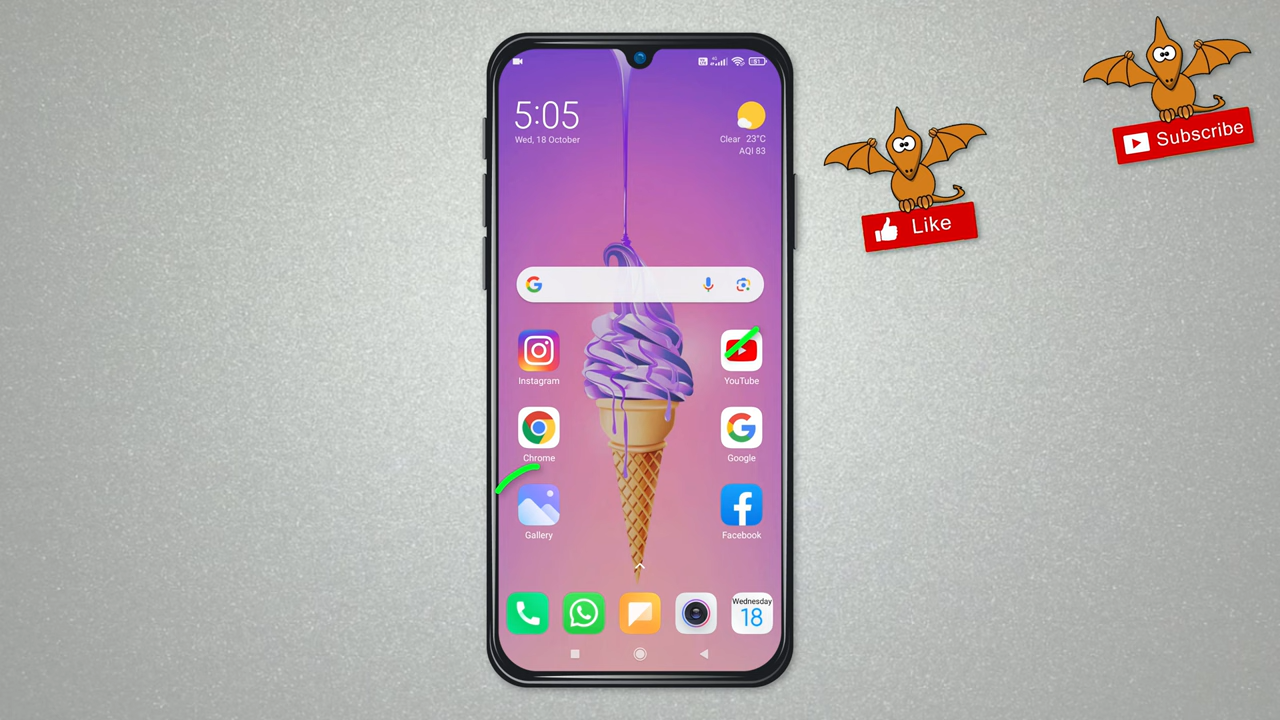 5:05
Wed, 18 October
Clear 23°C
AQI 83
Subscribe
Like
Instagram
YouTube
Chrome
Google
Gallery
Facebook
Wednesday
18